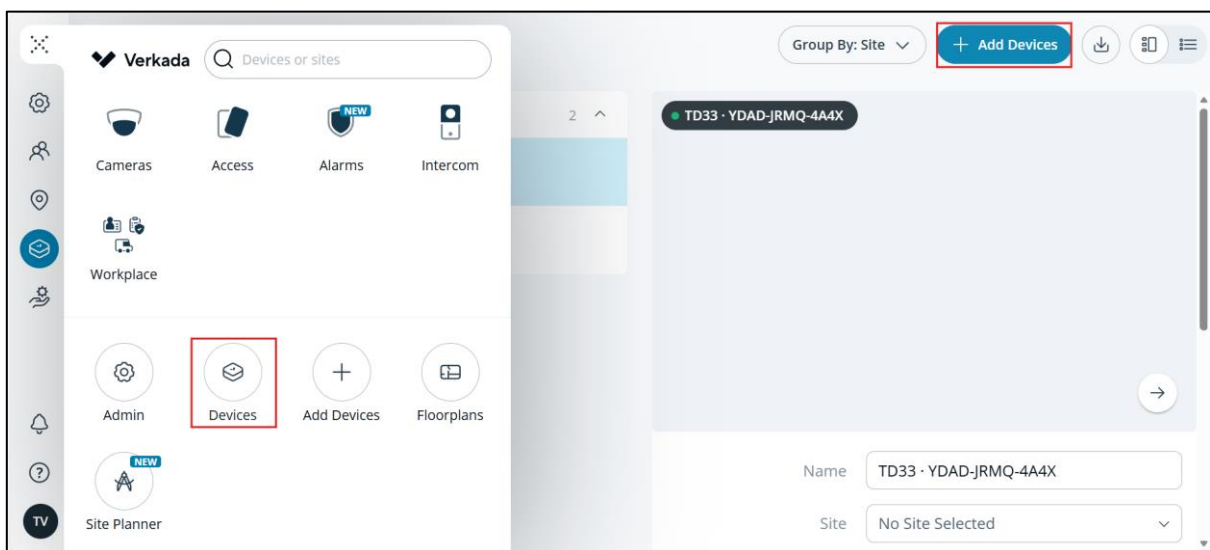 Verkada
Devices or sites
Group By: Site
+ Add Devices
NEW
Cameras
Access
Alarms
Intercom
2
TD33 · YDAD-JRMQ-4A4X
Workplace
Admin
Devices
Add Devices
Floorplans
NEW
Site Planner
TV
Name
TD33 · YDAD-JRMQ-4A4X
Site
No Site Selected